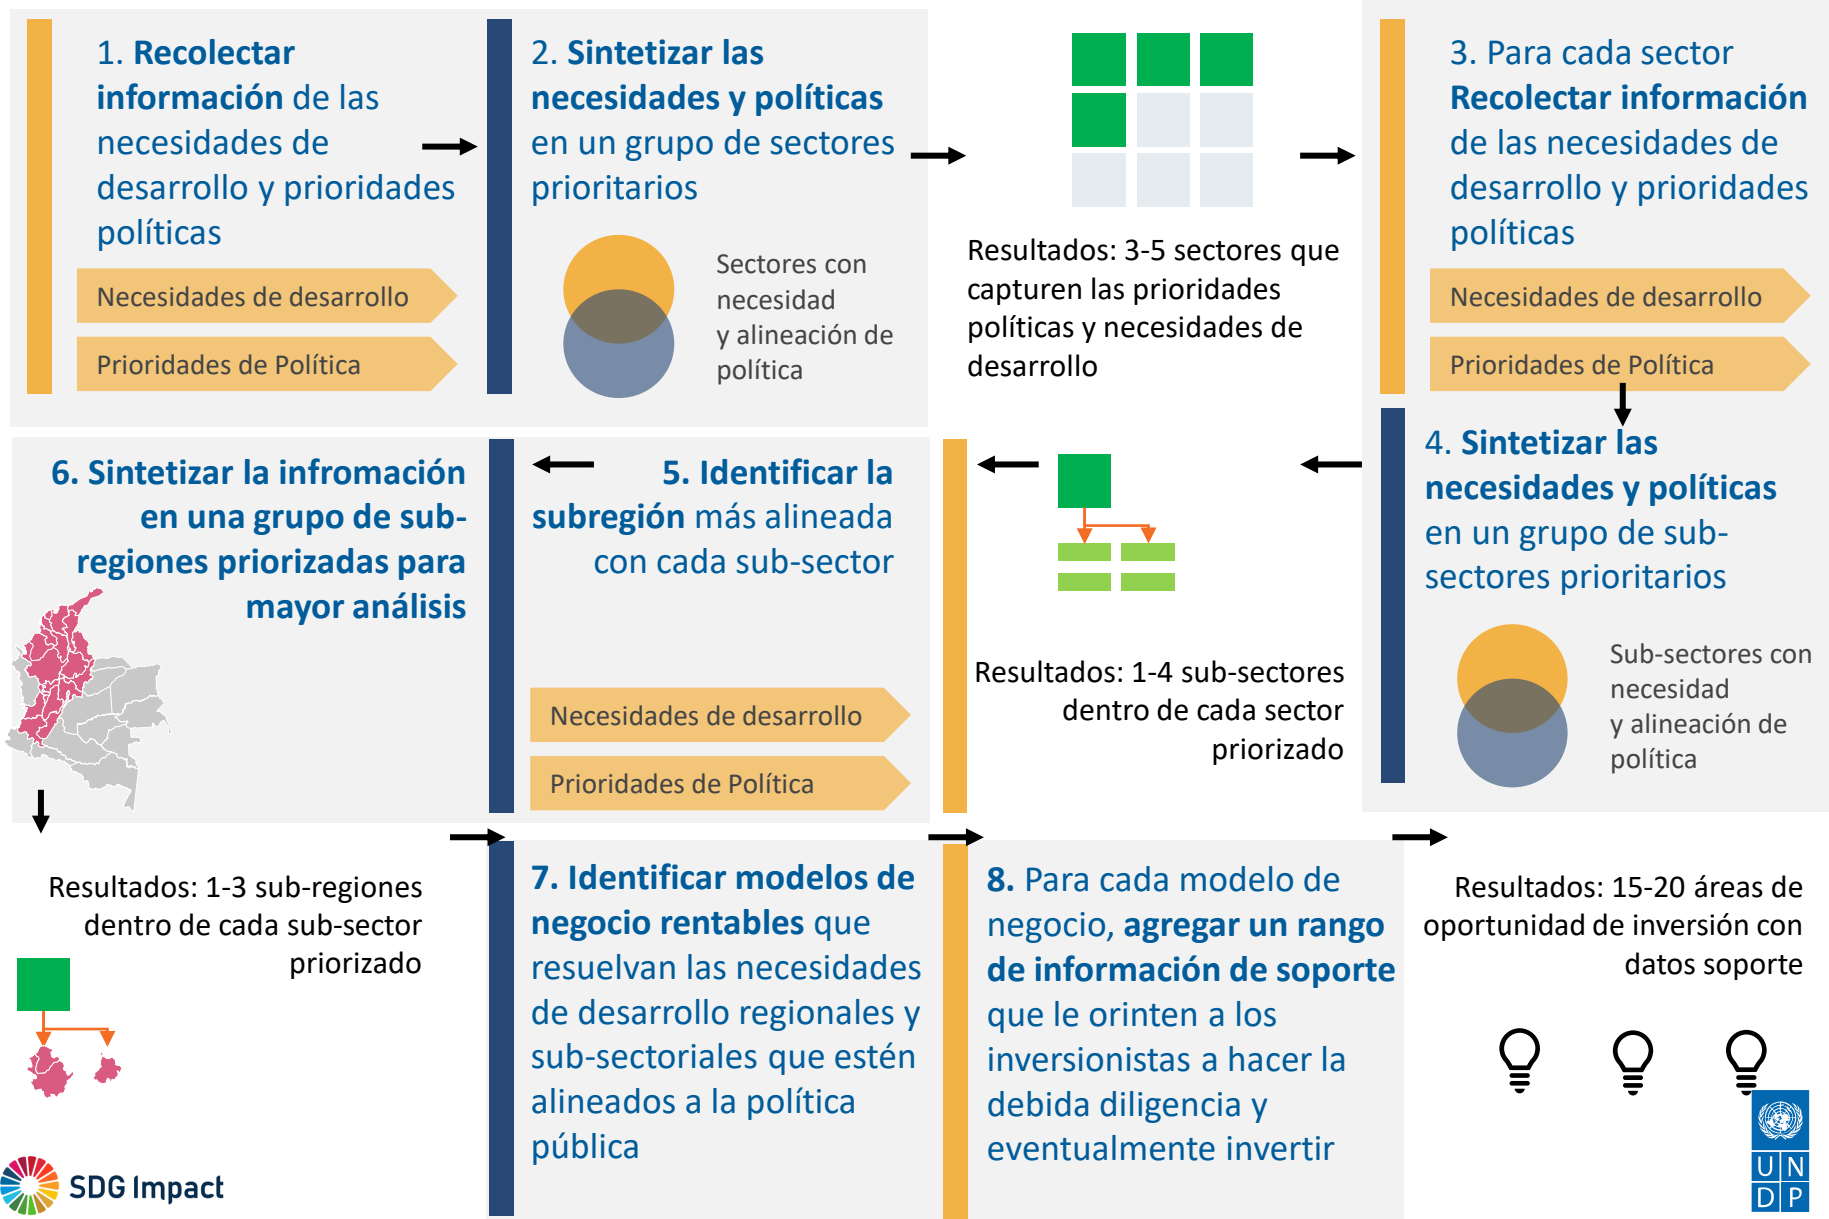 1. Recolectar
información de las
necesidades de
desarrollo y prioridades
políticas
Necesidades de desarrollo
Prioridades de Política
2. Sintetizar las
necesidades y políticas
en un grupo de sectores
prioritarios
Sectores con
necesidad
y alineación de
política
Resultados: 3-5 sectores que
capturen las prioridades
políticas y necesidades de
desarrollo
3. Para cada sector
Recolectar información
de las necesidades de
desarrollo y prioridades
políticas
Necesidades de desarrollo
Prioridades de Política
4. Sintetizar las
necesidades y políticas
en un grupo de sub-
sectores prioritarios
Sub-sectores con
necesidad
y alineación de
política
Resultados: 1-4 sub-sectores
dentro de cada sector
priorizado
5. Identificar la
subregión más alineada
con cada sub-sector
Necesidades de desarrollo
Prioridades de Política
6. Sintetizar la infromación
en una grupo de sub-
regiones priorizadas para
mayor análisis
Resultados: 1-3 sub-regiones
dentro de cada sub-sector
priorizado
7. Identificar modelos de
negocio rentables que
resuelvan las necesidades
de desarrollo regionales y
sub-sectoriales que estén
alineados a la política
pública
8. Para cada modelo de
negocio, agregar un rango
de información de soporte
que le orinten a los
inversionistas a hacer la
debida diligencia y
eventualmente invertir
Resultados: 15-20 áreas de
oportunidad de inversión con
datos soporte
SDG Impact
U N
D P